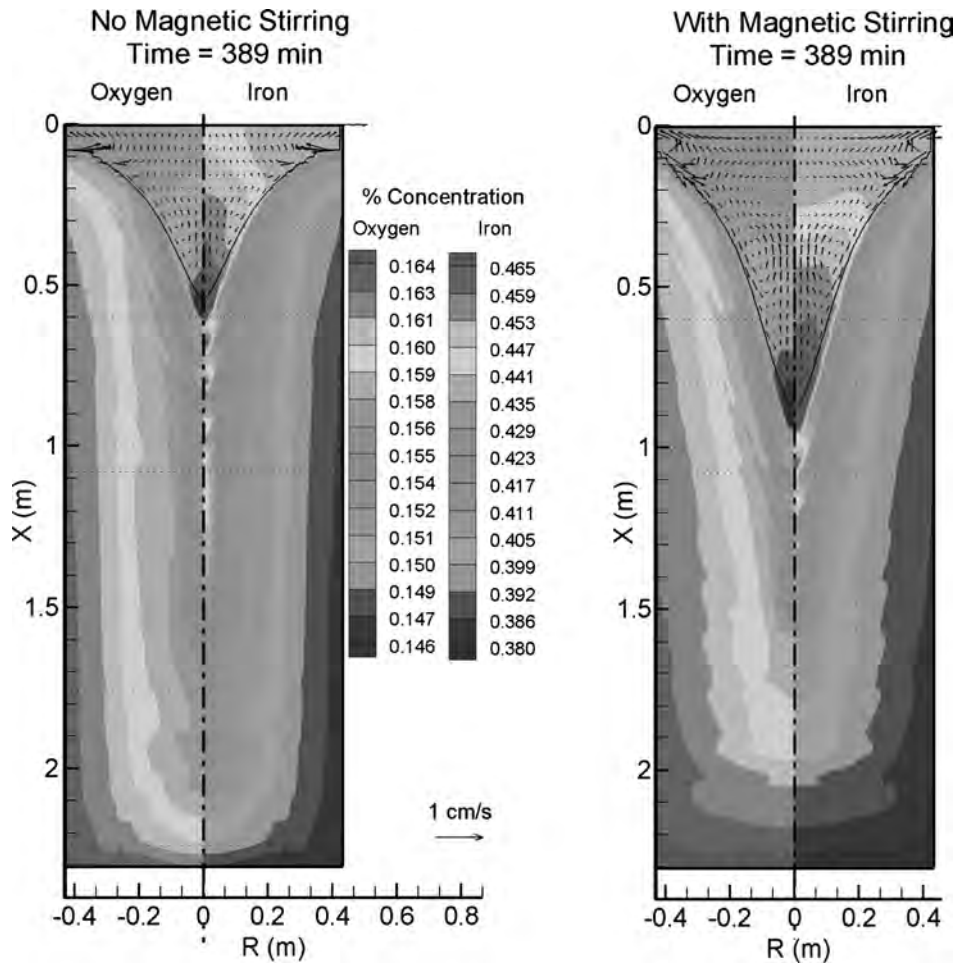 No Magnetic Stirring
Time = 389 min
Oxygen Iron
0
0.5
1
1.5
2
X (m)
-0.4 -0.2 0 0.2 0.4 0.6 0.8
R (m)
% Concentration
Oxygen Iron
0.164 0.465
0.163 0.459
0.161 0.453
0.160 0.447
0.159 0.441
0.158 0.435
0.156 0.429
0.155 0.423
0.154 0.417
0.152 0.411
0.151 0.405
0.150 0.399
0.149 0.392
0.147 0.386
0.146 0.380
1 cm/s
With Magnetic Stirring
Time = 389 min
Oxygen Iron
0
0.5
1
1.5
2
X (m)
-0.4 -0.2 0 0.2 0.4
R (m)